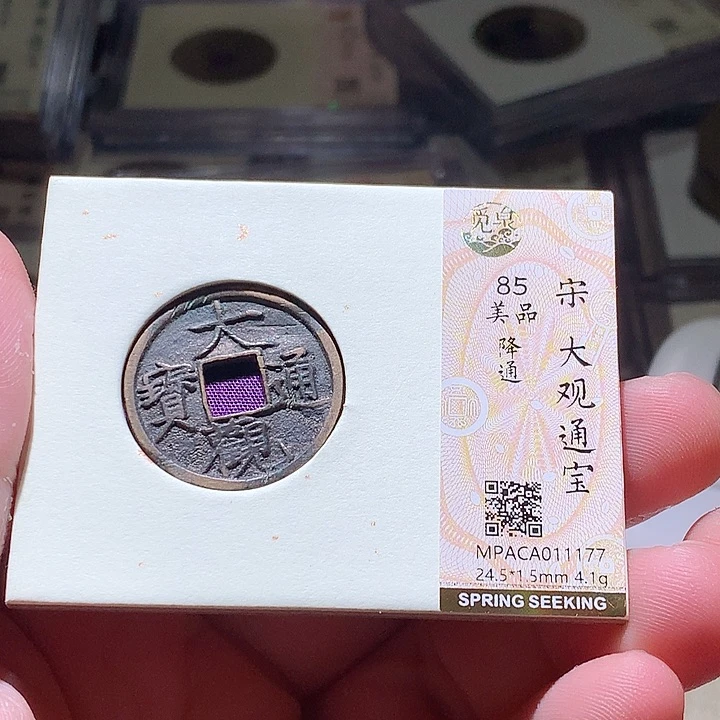 大觀通寶
觅泉
85
美品
降通
宋 大观通宝
MPACA011177
24.5*1.5mm 4.1g
SPRING SEEKING